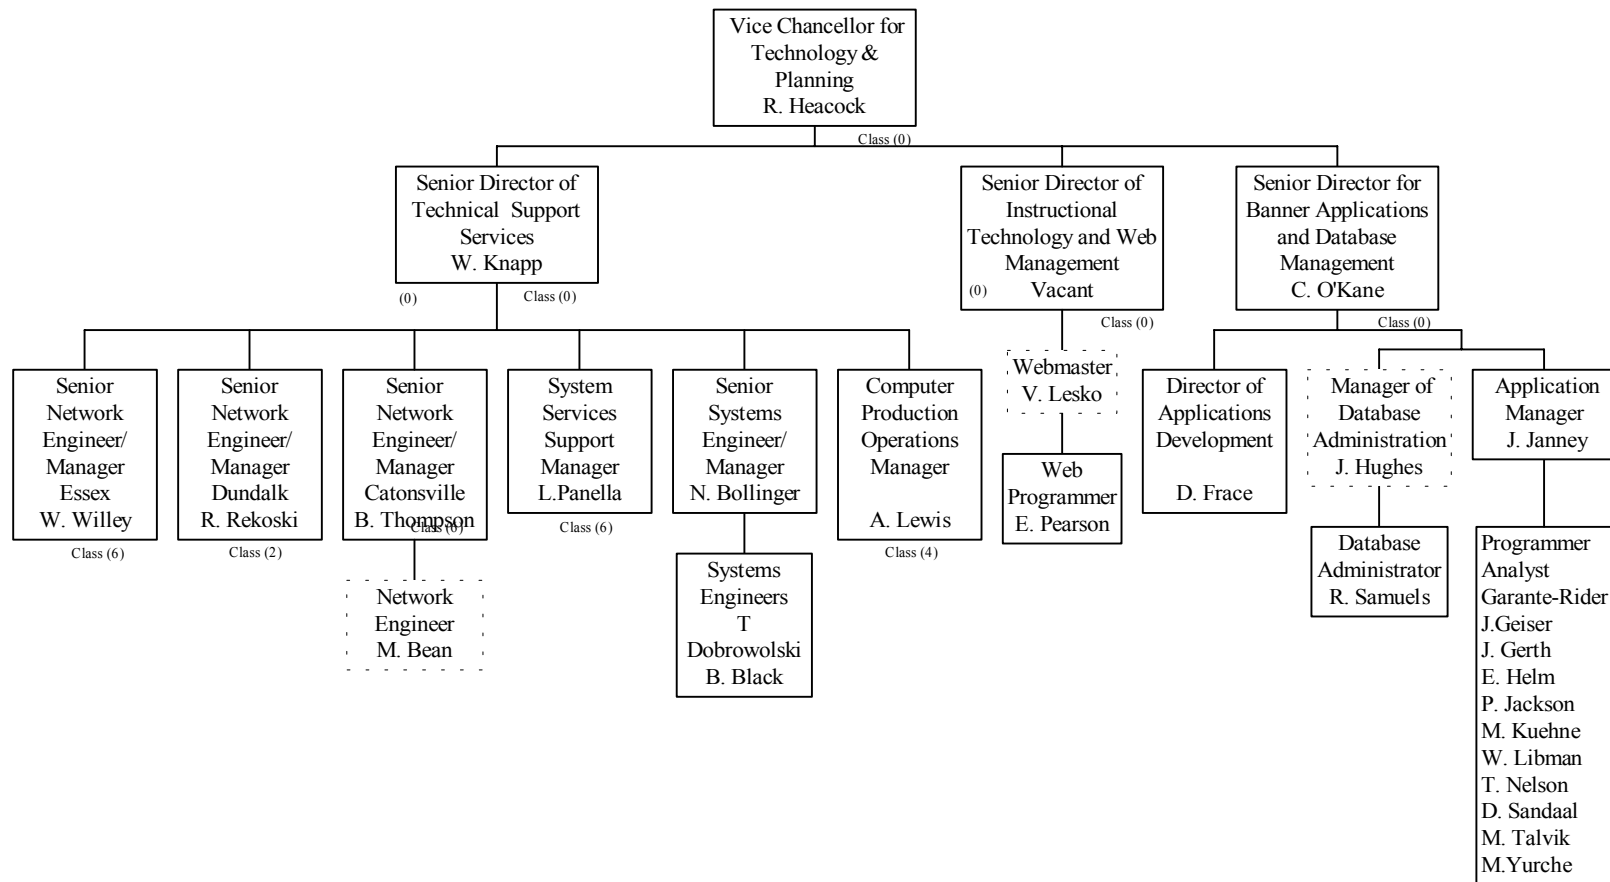 Vice Chancellor for
Technology &
Planning
R. Heacock
Class (0)
Senior Director of
Technical Support
Services
W. Knapp
(0)
Class (0)
Senior Director of
Instructional
Technology and Web
Management
Vacant
(0)
Class (0)
Senior Director for
Banner Applications
and Database
Management
C. O'Kane
Class (0)
Senior
Network
Engineer/
Manager
Essex
W. Willey
Class (6)
Senior
Network
Engineer/
Manager
Dundalk
R. Rekoski
Class (2)
Senior
Network
Engineer/
Manager
Catonsville
B. Thompson
Class (6)
Network
Engineer
M. Bean
System
Services
Support
Manager
L.Panella
Class (6)
Senior
Systems
Engineer/
Manager
N. Bollinger
Systems
Engineers
T
Dobrowolski
B. Black
Computer
Production
Operations
Manager
A. Lewis
Class (4)
Webmaster
V. Lesko
Web
Programmer
E. Pearson
Director of
Applications
Development
D. Frace
Manager of
Database
Administration
J. Hughes
Database
Administrator
R. Samuels
Application
Manager
J. Janney
Programmer
Analyst
Garante-Rider
J.Geiser
J. Gerth
E. Helm
P. Jackson
M. Kuehne
W. Libman
T. Nelson
D. Sandaal
M. Talvik
M.Yurche